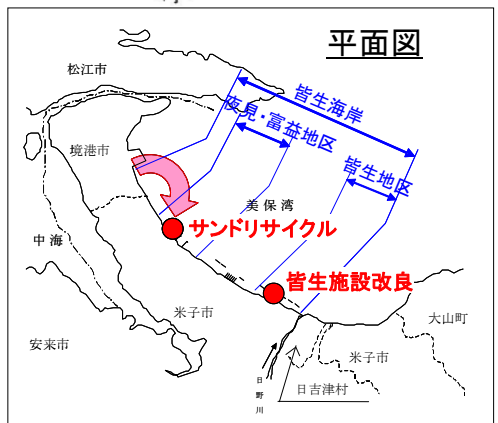 平面図
松江市
皆生海岸
夜見・富益地区
境港市
皆生地区
美保湾
サンドリサイクル
中海
皆生施設改良
米子市
大山町
安来市
米子市
日野川
日吉津村